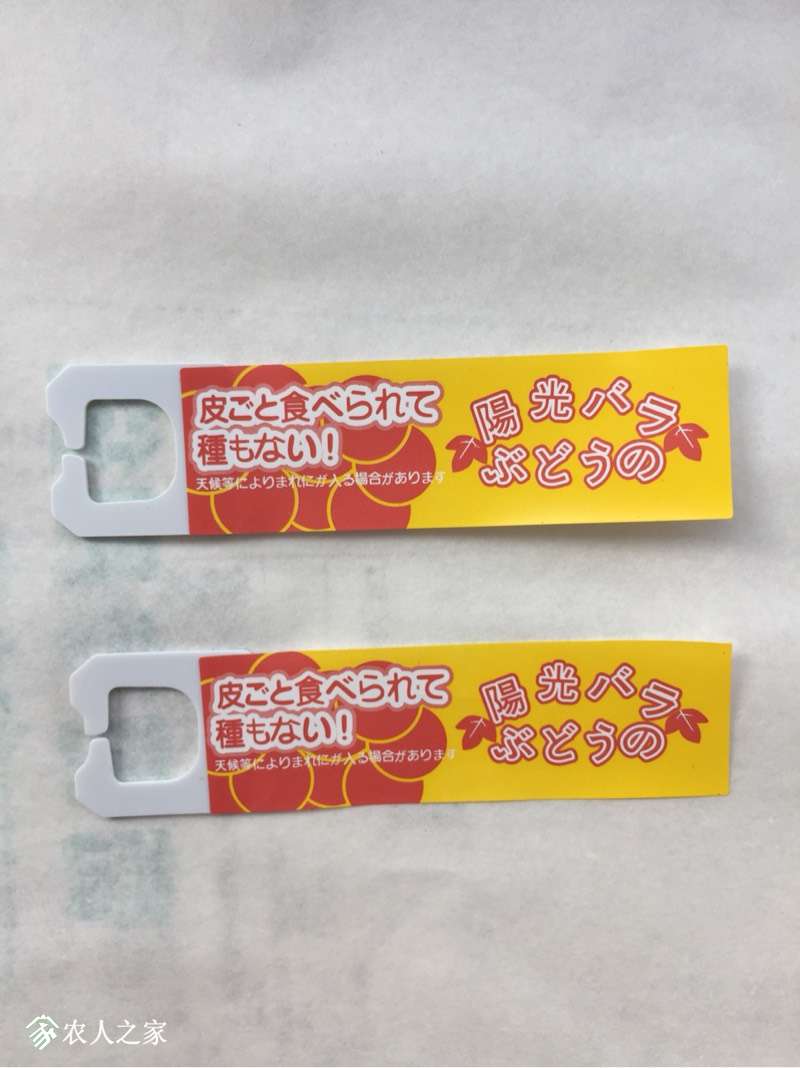 皮ごと食べられて
種もない！
天候等によりまれにが入る場合があります
陽光バラ
ぶどうの
皮ごと食べられて
種もない！
天候等によりまれにが入る場合があります
陽光バラ
ぶどうの
农人之家